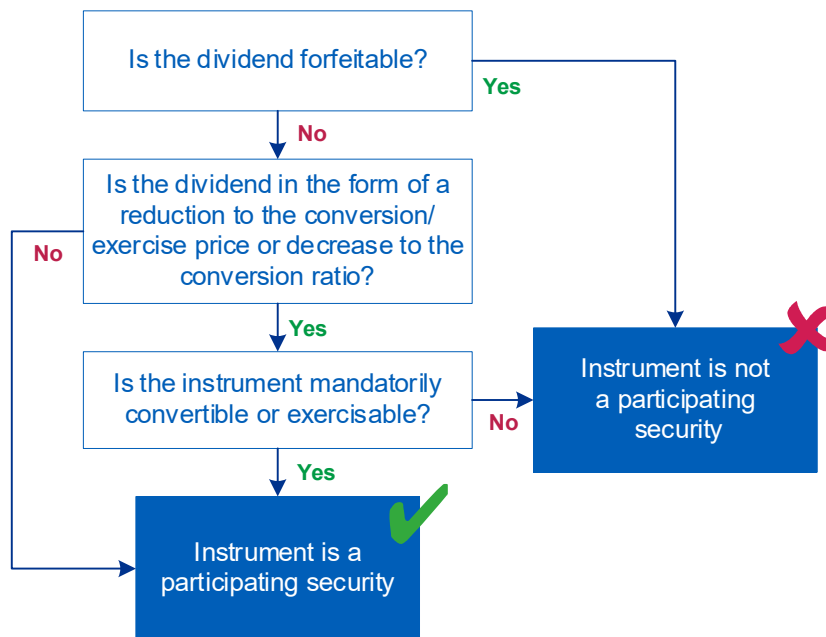 Is the dividend forfeitable?
Yes
No
Is the dividend in the form of a
reduction to the conversion/
exercise price or decrease to the
conversion ratio?
No
Yes
Is the instrument mandatorily
convertible or exercisable?
No
Instrument is not
a participating
security
Yes
Instrument is a
participating security